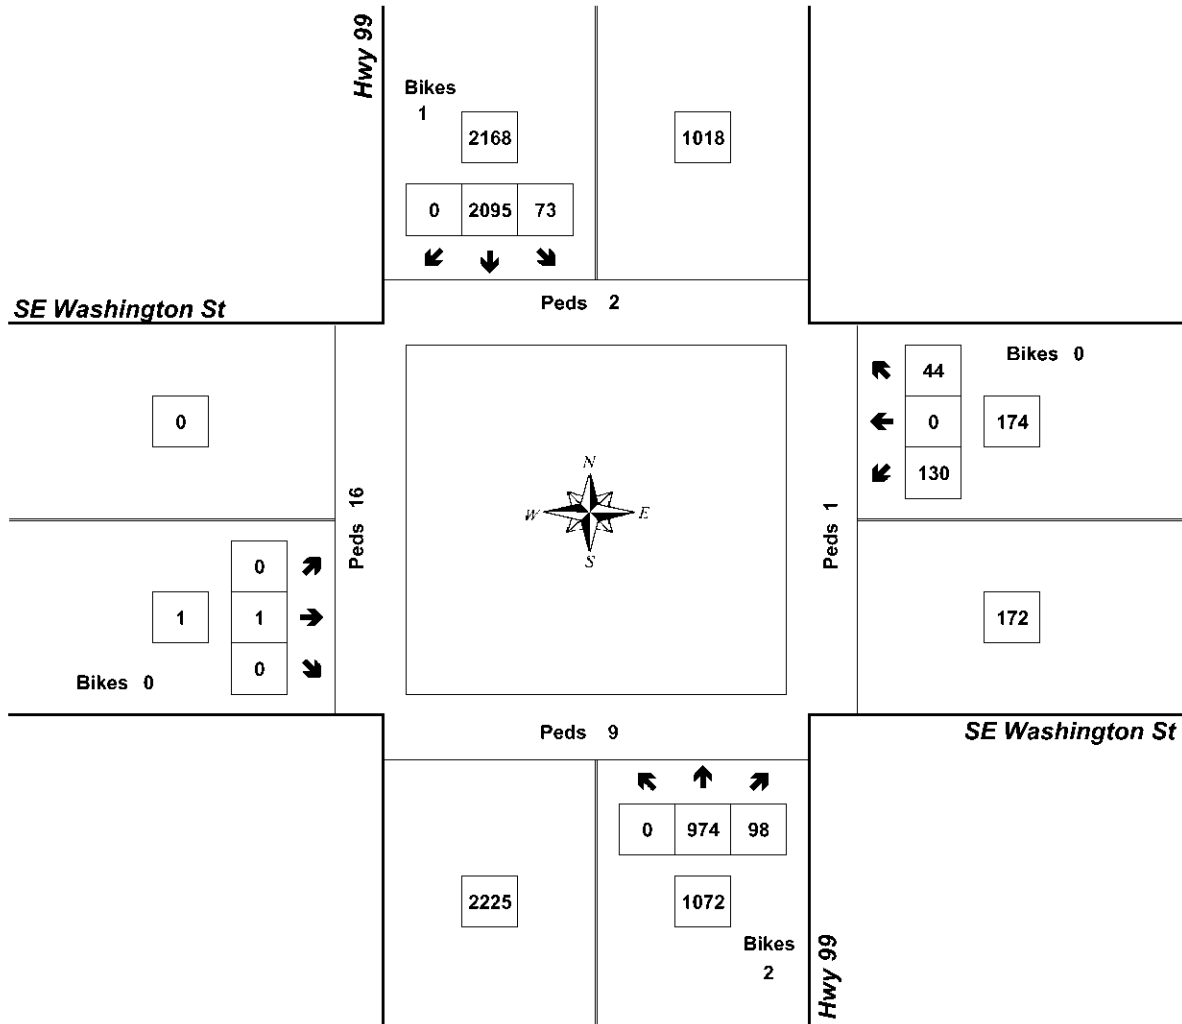 Hwy 99
Bikes
1
2168
1018
0 2095 73
SE Washington St
Peds 2
Bikes 0
44
0
0
174
130
N
W E
S
Peds 16
Peds 1
0
1
1
172
0
Bikes 0
Peds 9
SE Washington St
0 974 98
2225
1072
Bikes
2
Hwy 99